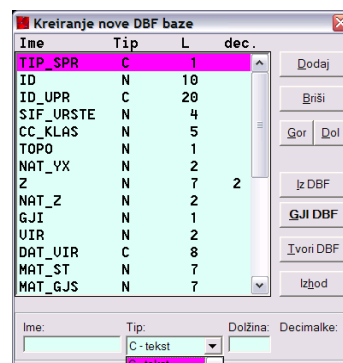 Kreiranje nove DBF baze
Ime Tip L dec.
TIP_SPR C 1
ID N 10
ID_UPR C 20
SIF_URSTE N 4
CC_KLAS N 5
TOPO N 1
NAT_YX N 2
Z N 7 2
NAT_Z N 2
GJI N 1
VIR N 2
DAT_VIR C 8
MAT_ST N 7
MAT_GJS N 7
Dodaj
Briši
Gor Dol
Iz DBF
GJI DBF
Tvori DBF
Izhod
Ime: Tip: Dolžina: Decimalke:
C - tekst
C - tekst